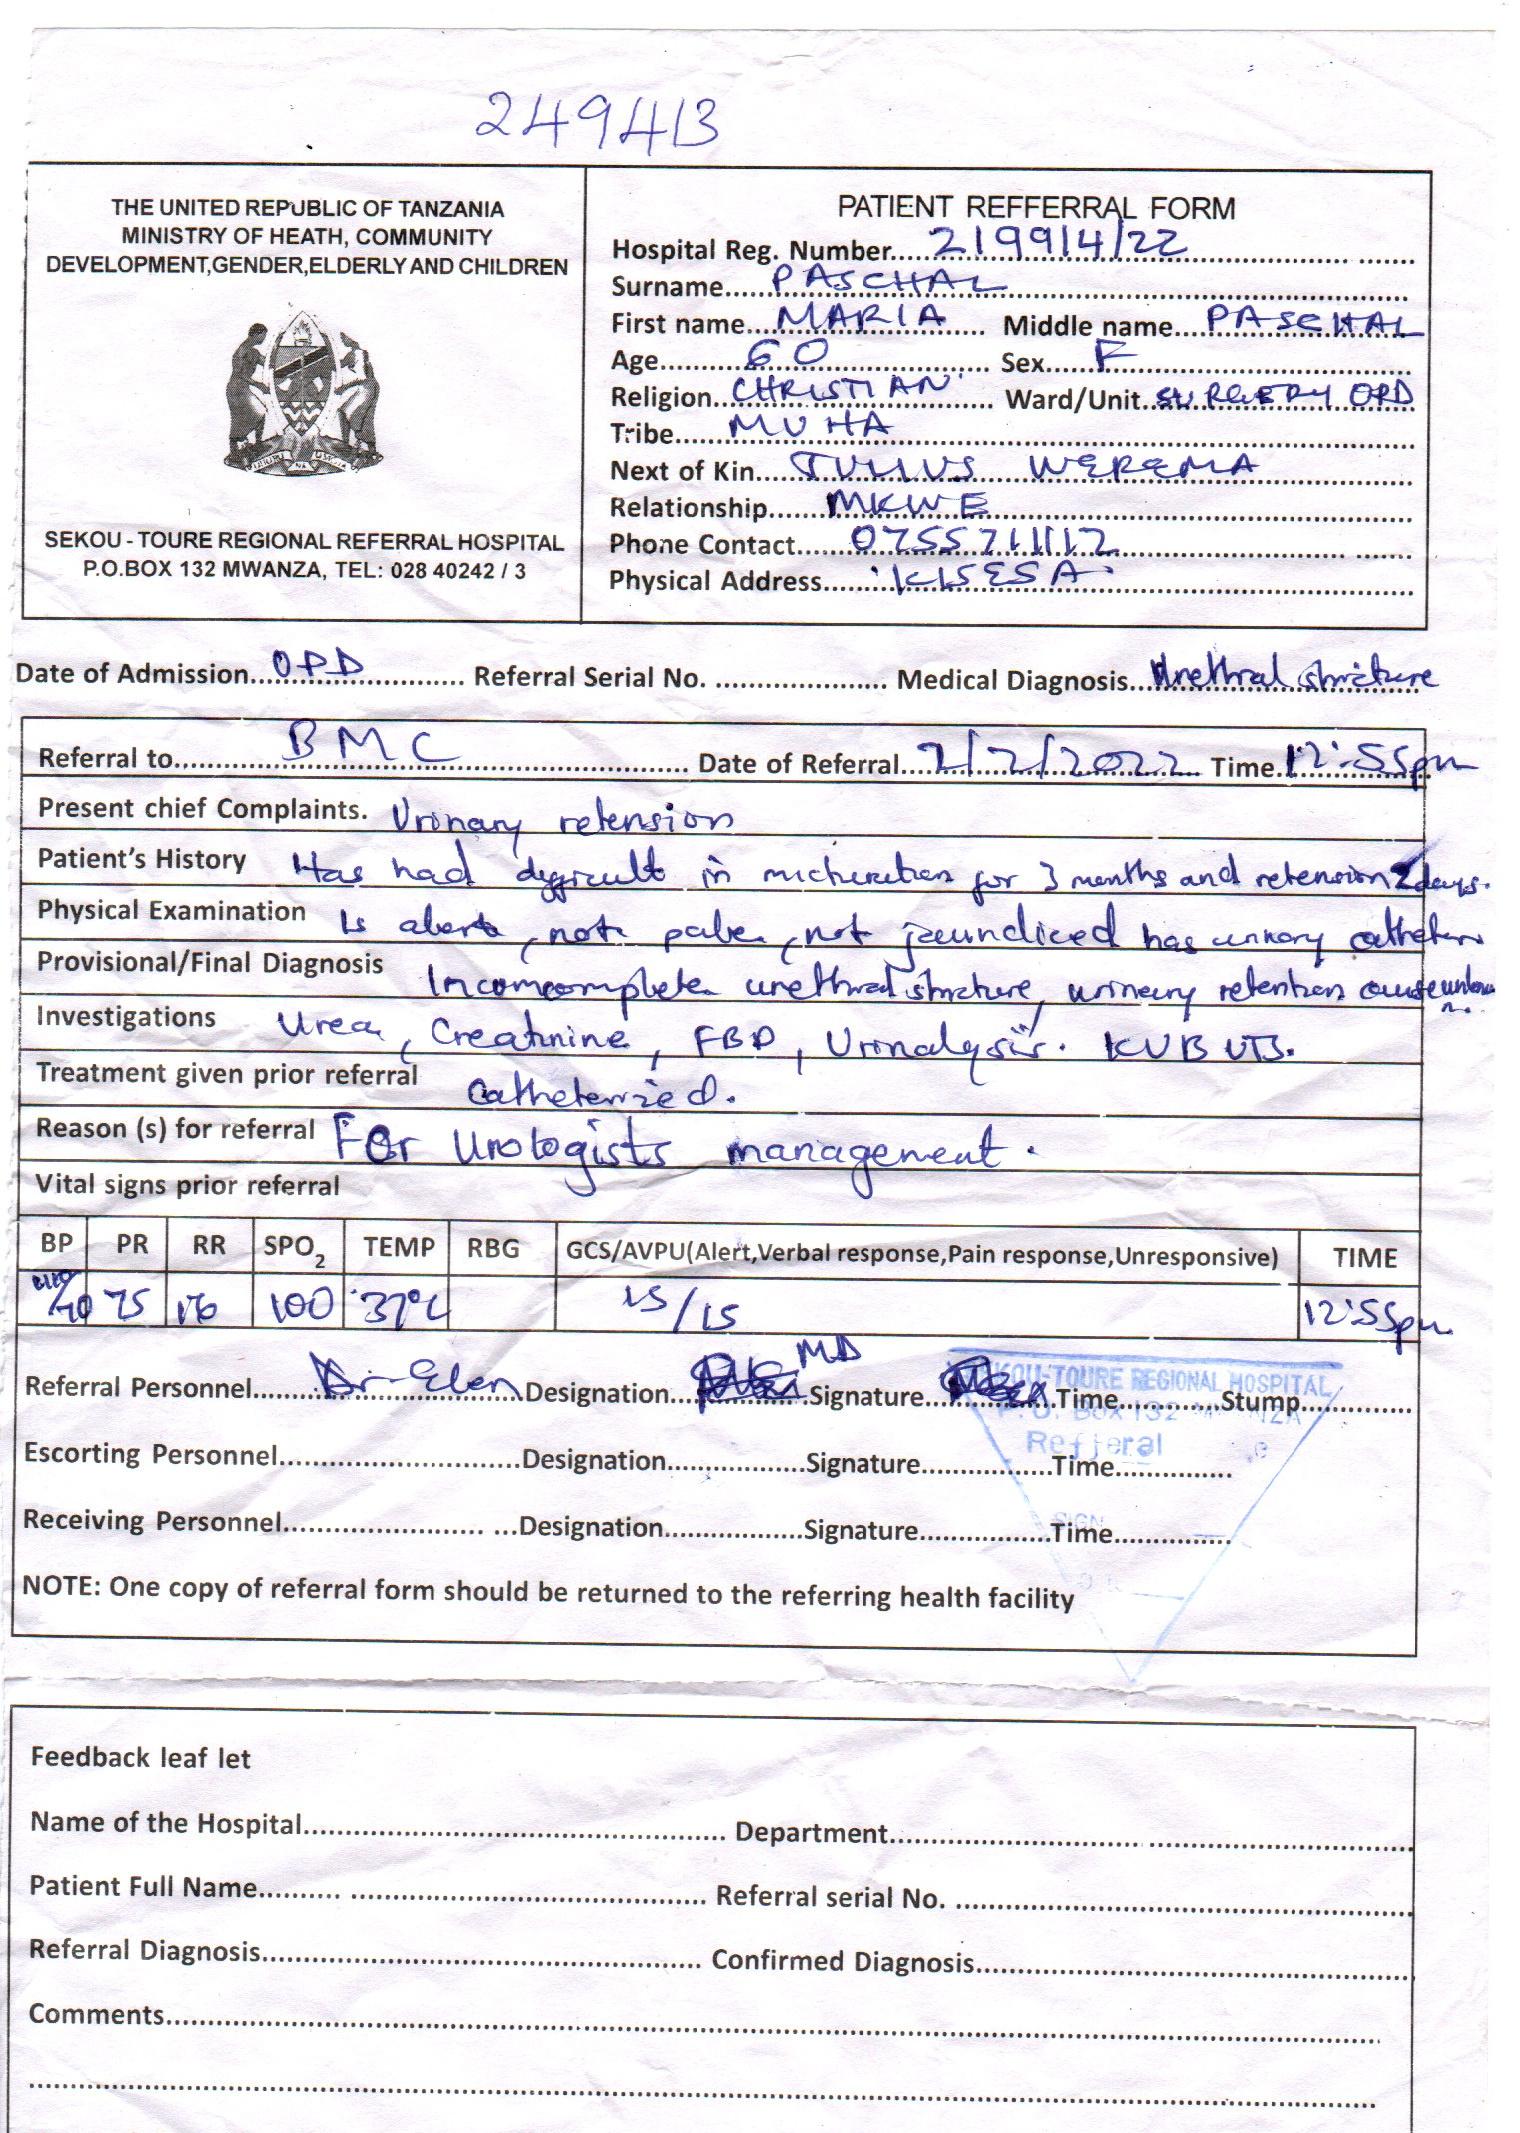 249413
THE UNITED REPUBLIC OF TANZANIA
MINISTRY OF HEATH, COMMUNITY
DEVELOPMENT,GENDER,ELDERLY AND CHILDREN
SEKOU - TOURE REGIONAL REFERRAL HOSPITAL
P.O.BOX 132 MWANZA, TEL: 028 40242 / 3
PATIENT REFFERRAL FORM
Hospital Reg. Number.....219914/22
Surname.....PASCHAL
First name....MARIA Middle name....PASCHAL
Age.........60 Sex.....F
Religion..CHRISTIAN Ward/Unit..SURGERY OPD
Tribe.....MUHA
Next of Kin....JULIUS WEREMA
Relationship.......MKWE
Phone Contact......0755711112
Physical Address......KISESA
Date of Admission...OPD Referral Serial No. .................... Medical Diagnosis...Urethral stricture
Referral to......BMC Date of Referral...2/2/2022 Time.12:55pm
Present chief Complaints. Urinary retension
Patient's History Has had difficult in micturition for 3 months and retension 2 days.
Physical Examination Is alert, not pale, not jaundiced has urinary catheter
Provisional/Final Diagnosis Incomcomplete urethral stricture, urinary retention cause
Investigations Urea, Creatinine, FBP, Urinalysis. KUB UTS.
Treatment given prior referral Catheterized.
Reason (s) for referral For Urologists management.
Vital signs prior referral
BP PR RR SPO2 TEMP RBG GCS/AVPU(Alert,Verbal response,Pain response,Unresponsive) TIME
/70 75 16 100 37°C 15/15 12:55pm
Referral Personnel.......Dr Elen Designation....MD Signature.........Time............Stump............
SEKOU-TOURE REGIONAL HOSPITAL
P.O. Box 132 MWANZA
Referral
SIGN
Escorting Personnel............................Designation.................Signature................Time..............
Receiving Personnel........................ ...Designation.................Signature................Time..............
NOTE: One copy of referral form should be returned to the referring health facility
Feedback leaf let
Name of the Hospital.................................................. Department...............................................................
Patient Full Name.......... .......................................... Referral serial No. ......................................................
Referral Diagnosis.................................................... Confirmed Diagnosis...................................................
Comments.....................................................................................................................................